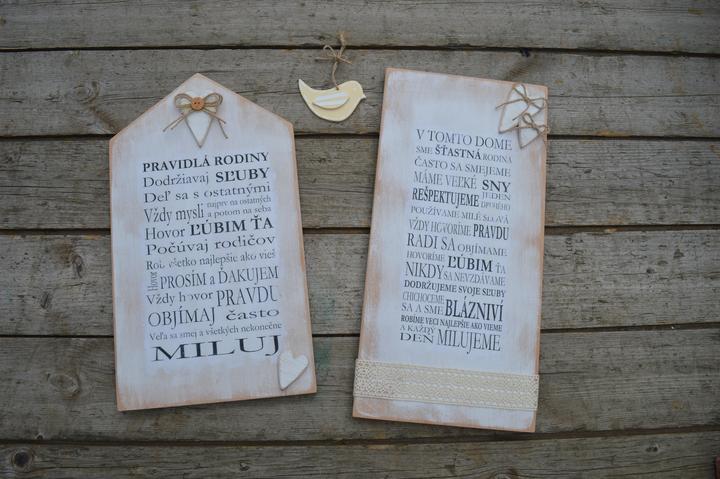 PRAVIDLÁ RODINY
Dodržiavaj SĽUBY
Deľ sa s ostatnými
Vždy mysli najprv na ostatných
a potom na seba
Hovor ĽÚBIM ŤA
Počúvaj rodičov
Rob všetko najlepšie ako vieš
Hovor PROSÍM a ĎAKUJEM
Vždy hovor PRAVDU
OBJÍMAJ často
Veľa sa smej a všetkých nekonečne
MILUJ
V TOMTO DOME
SME ŠŤASTNÁ RODINA
ČASTO SA SMEJEME
MÁME VEĽKÉ SNY
REŠPEKTUJEME JEDEN
DRUHÉHO
POUŽÍVAME MILÉ SLOVÁ
VŽDY HOVORÍME PRAVDU
RADI SA OBJÍMAME
HOVORÍME ĽÚBIM ŤA
NIKDY SA NEVZDÁVAME
DODRŽUJEME SVOJE SĽUBY
CHICHOCEME
SA A SME BLÁZNIVÍ
ROBÍME VECI NAJLEPŠIE AKO VIEME
A KAŽDÝ
DEŇ MILUJEME